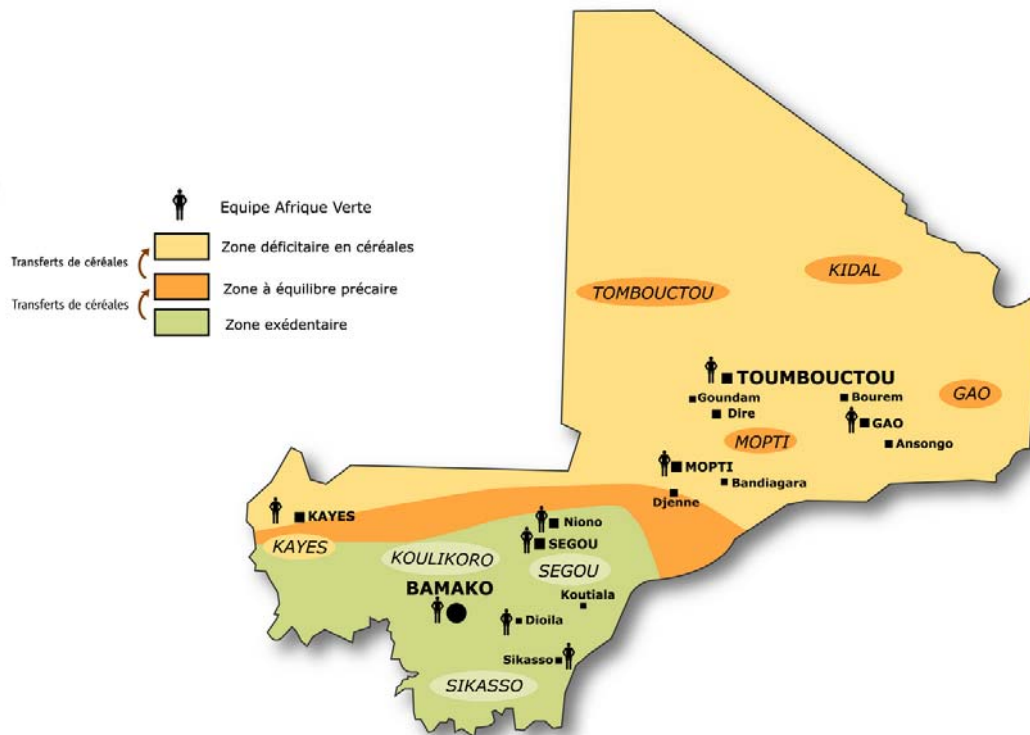 Equipe Afrique Verte
Zone déficitaire en céréales
Transferts de céréales
Zone à équilibre précaire
Transferts de céréales
Zone exédentaire
KIDAL
TOMBOUCTOU
TOUMBOUCTOU
Goundam
Bourem
GAO
Dire
GAO
MOPTI
Ansongo
MOPTI
Bandiagara
Djenne
KAYES
Niono
KAYES
KOULIKORO
SEGOU
SEGOU
BAMAKO
Koutiala
Dioila
Sikasso
SIKASSO